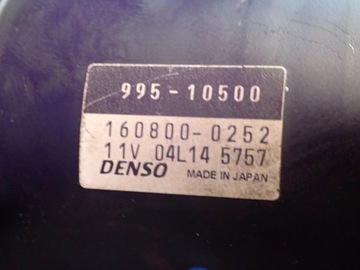 995-10500
160800-0252
11V 04L14 5757
DENSO MADE IN JAPAN